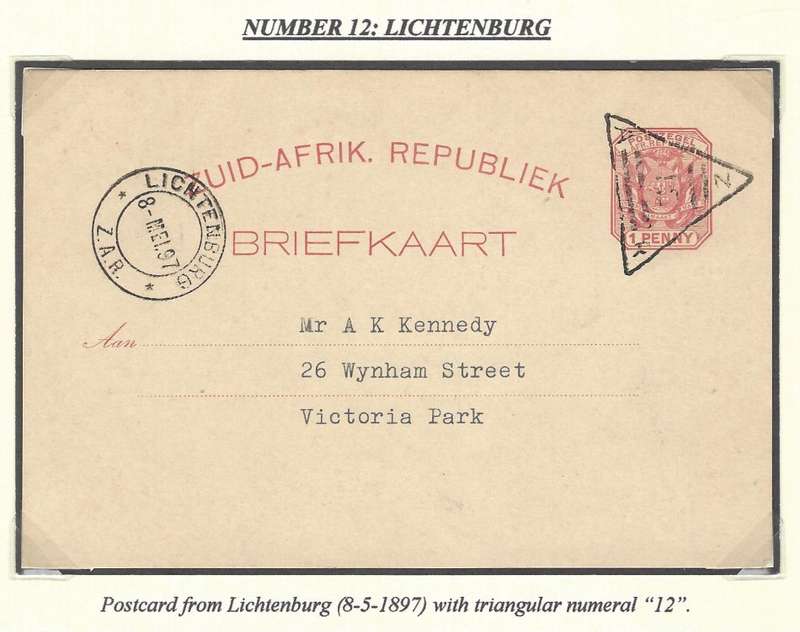 NUMBER 12: LICHTENBURG
ZUID-AFRIK. REPUBLIEK
BRIEFKAART
LICHTENBURG
8-MEI.97
Z.A.R.
POSTZEGEL
Z
1 PENNY
Aan
Mr A K Kennedy
26 Wynham Street
Victoria Park
Postcard from Lichtenburg (8-5-1897) with triangular numeral "12".